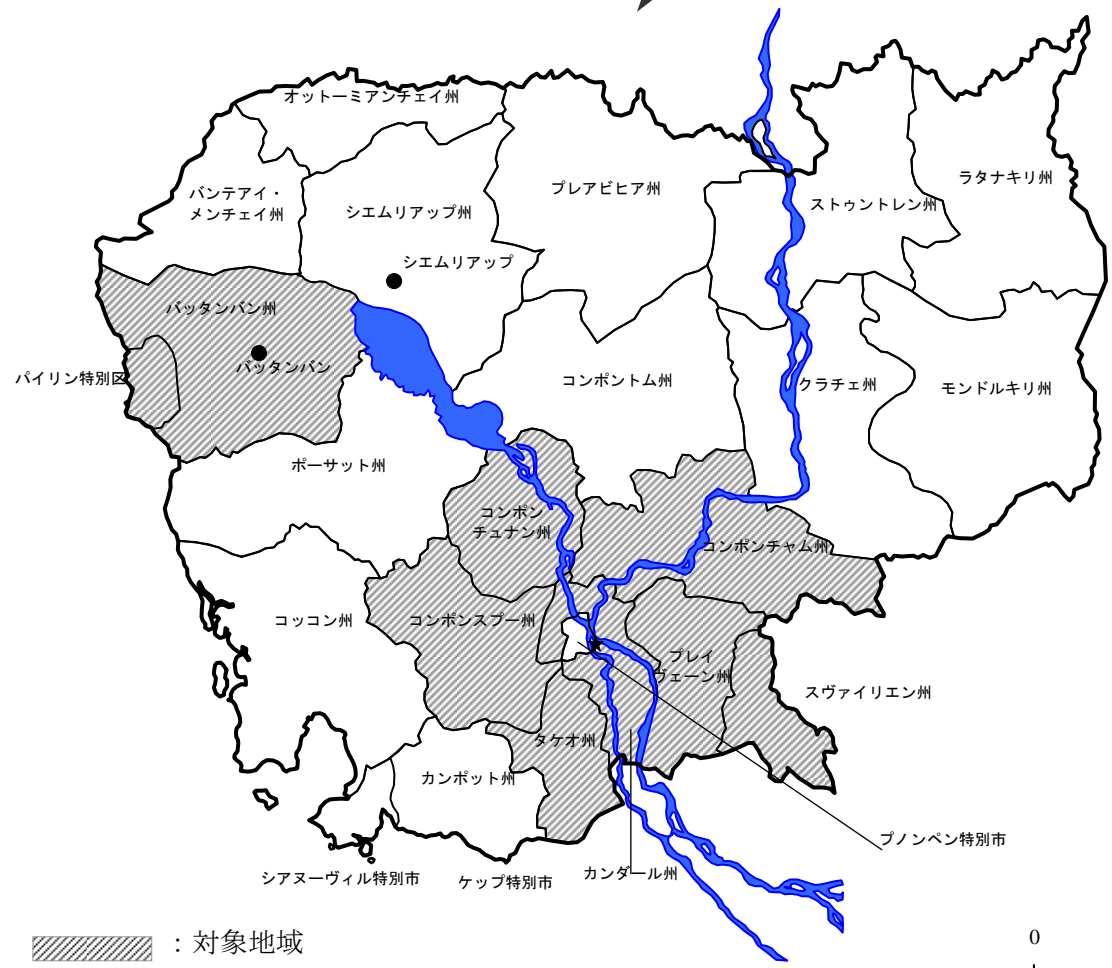 オットーミアンチェイ州
バンテアイ・
メンチェイ州
シエムリアップ州
プレアビヒア州
ストゥントレン州
ラタナキリ州
シエムリアップ
バッタンバン州
バッタンバン
パイリン特別区
コンポントム州
クラチェ州
モンドルキリ州
ポーサット州
コンポン
チュナン州
コンポンチャム州
コッコン州
コンポンスプー州
プレイ
ヴェーン州
スヴァイリエン州
タケオ州
カンポット州
プノンペン特別市
シアヌーヴィル特別市
ケップ特別市
カンダール州
：対象地域
0